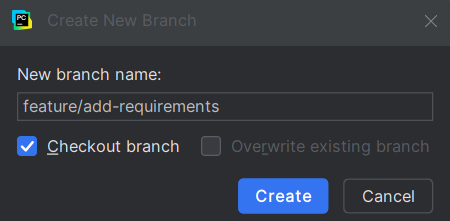 PC
Create New Branch
New branch name:
feature/add-requirements
Checkout branch
Overwrite existing branch
Create
Cancel